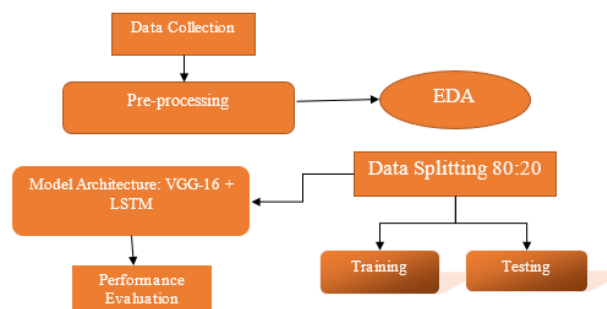 Data Collection
Pre-processing
EDA
Data Splitting 80:20
Model Architecture: VGG-16 +
LSTM
Training
Testing
Performance
Evaluation